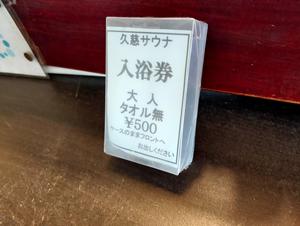 久慈サウナ
入浴券
大人
タオル無
¥500
ケースのままフロントへ
お出しください